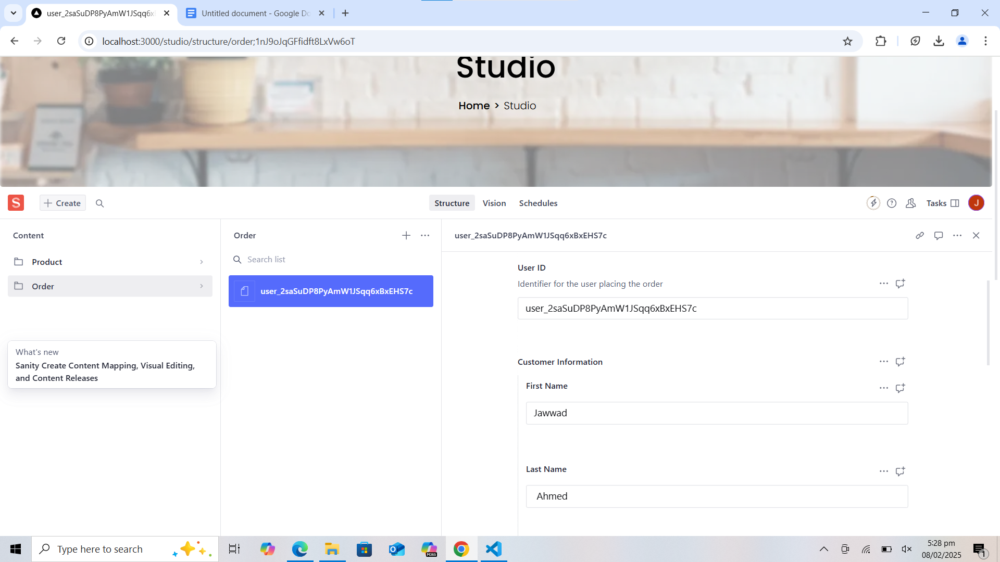 user_2saSuDP8PyAmW1JSqq6x
Untitled document - Google Do
localhost:3000/studio/structure/order;1nJ9oJqGFfidft8LxVw6oT
Studio
Home > Studio
S
Create
Structure
Vision
Schedules
Tasks
J
Content
Product
Order
What's new
Sanity Create Content Mapping, Visual Editing,
and Content Releases
Order
Search list
user_2saSuDP8PyAmW1JSqq6xBxEHS7c
user_2saSuDP8PyAmW1JSqq6xBxEHS7c
User ID
Identifier for the user placing the order
user_2saSuDP8PyAmW1JSqq6xBxEHS7c
Customer Information
First Name
Jawwad
Last Name
Ahmed
Type here to search
M365
5:28 pm
08/02/2025
1